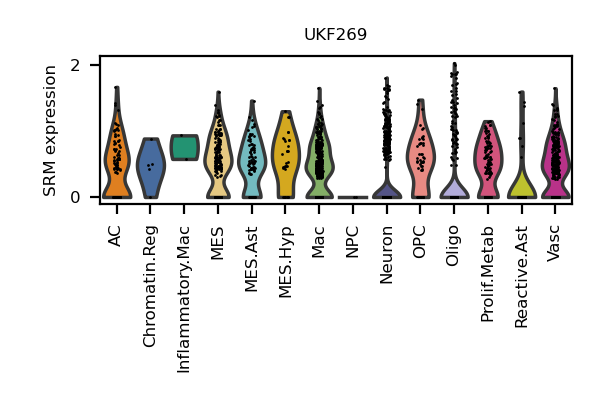 UKF269
SRM expression
2
0
AC
Chromatin.Reg
Inflammatory.Mac
MES
MES.Ast
MES.Hyp
Mac
NPC
Neuron
OPC
Oligo
Prolif.Metab
Reactive.Ast
Vasc